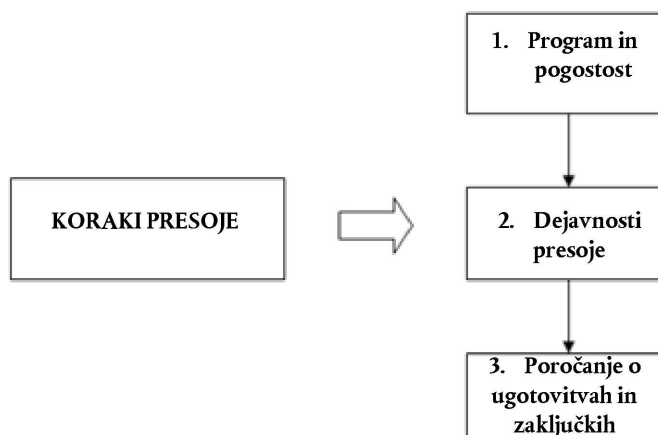 1. Program in
pogostost
KORAKI PRESOJE
2. Dejavnosti
presoje
3. Poročanje o
ugotovitvah in
zaključkih